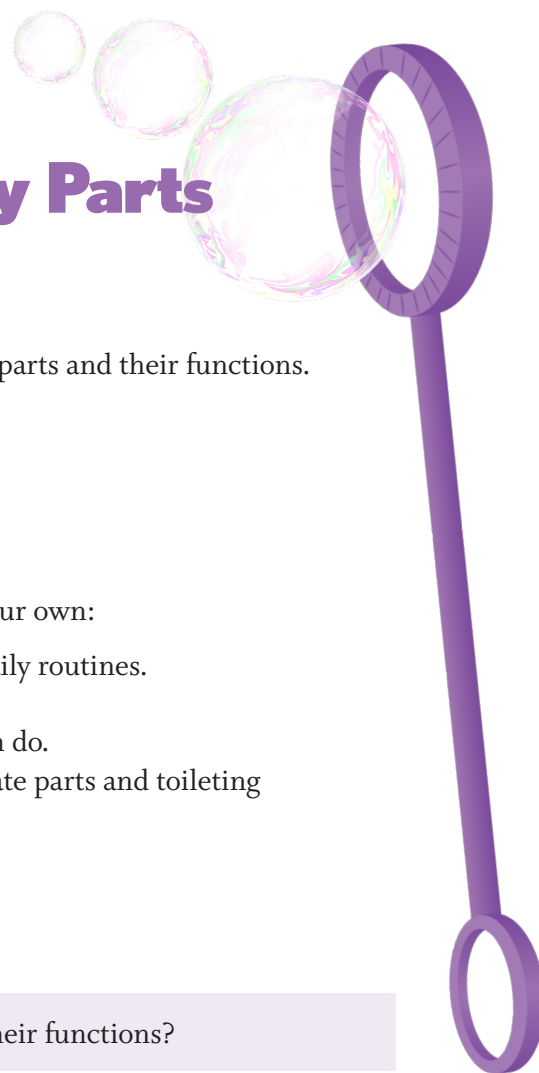 y Parts
parts and their functions.
ur own:
ily routines.
n do.
ate parts and toileting
heir functions?